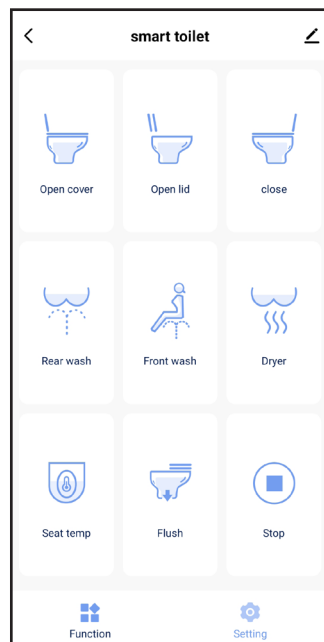 smart toilet
Open cover
Open lid
close
Rear wash
Front wash
Dryer
Seat temp
Flush
Stop
Function
Setting